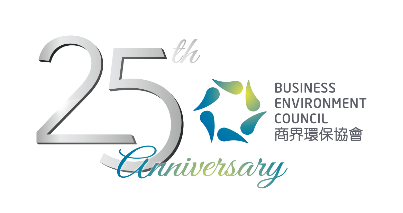 25th
Anniversary
BUSINESS
ENVIRONMENT
COUNCIL
商界環保協會